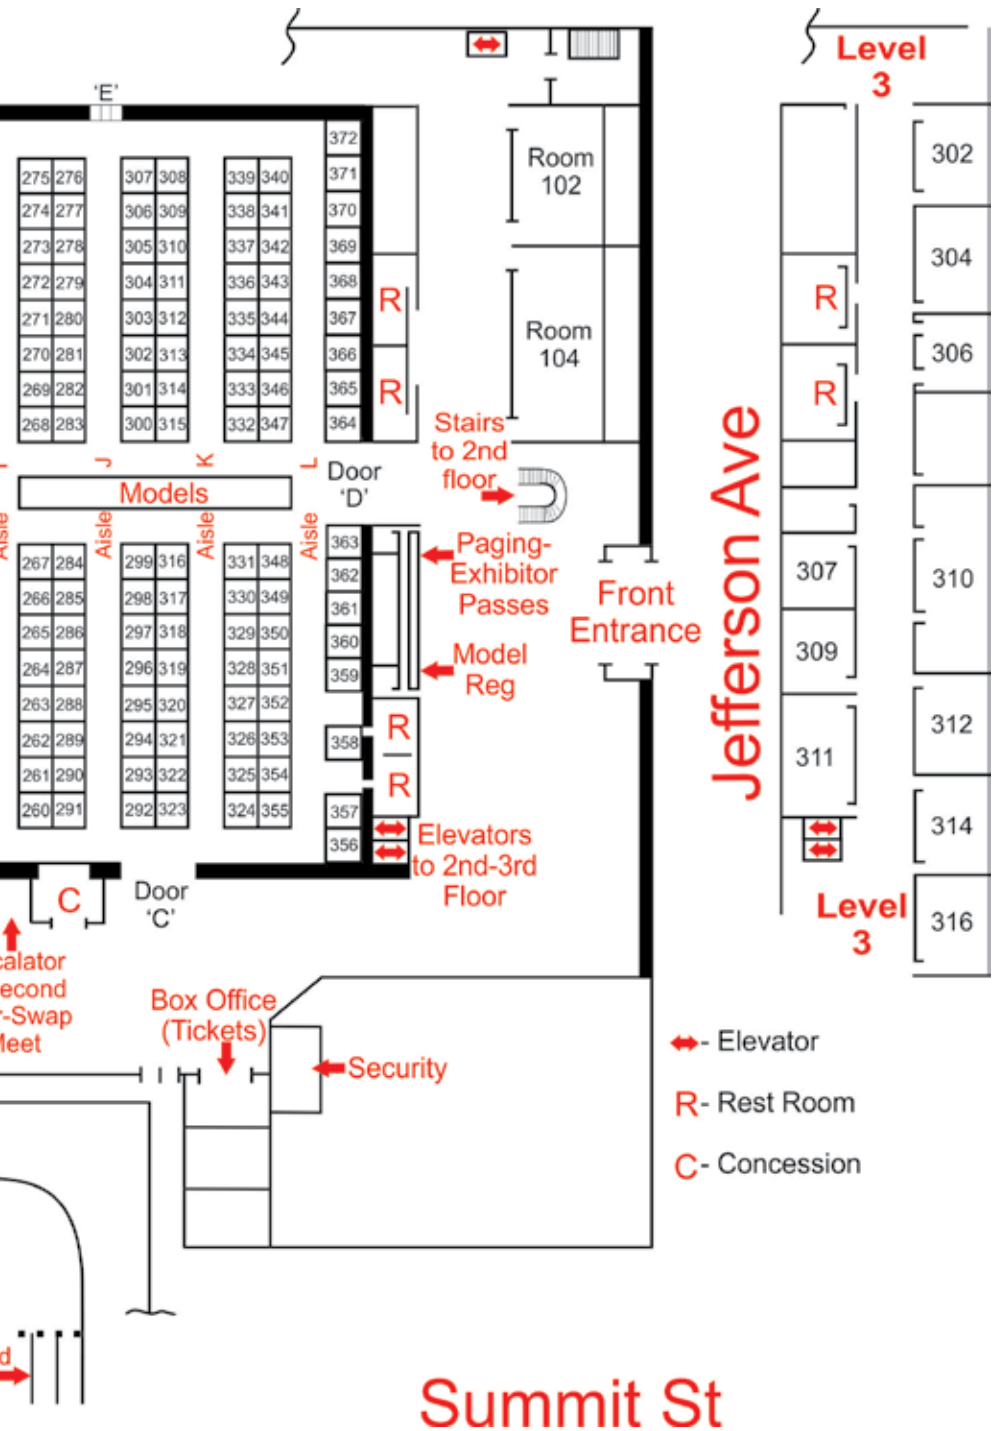 Level
3
'E'
372
371
370
369
368
367
366
365
364
275 276 307 308 339 340
274 277 306 309 338 341
273 278 305 310 337 342
272 279 304 311 336 343
271 280 303 312 335 344
270 281 302 313 334 345
269 282 301 314 333 346
268 283 300 315 332 347
Room
102
Room
104
R
R
Stairs
to 2nd
floor
Door
'D'
J
K
L
Models
Aisle
Aisle
Aisle
Aisle
363
362
361
360
359
358
357
356
267 284 299 316 331 348
266 285 298 317 330 349
265 286 297 318 329 350
264 287 296 319 328 351
263 288 295 320 327 352
262 289 294 321 326 353
261 290 293 322 325 354
260 291 292 323 324 355
Paging-
Exhibitor
Passes
Model
Reg
Front
Entrance
R
R
Elevators
to 2nd-3rd
Floor
C
Door
'C'
calator
econd
r-Swap
Meet
Box Office
(Tickets)
Security
d
Jefferson Ave
302
304
306
310
312
314
316
R
R
307
309
311
Level
3
- Elevator
R- Rest Room
C- Concession
Summit St